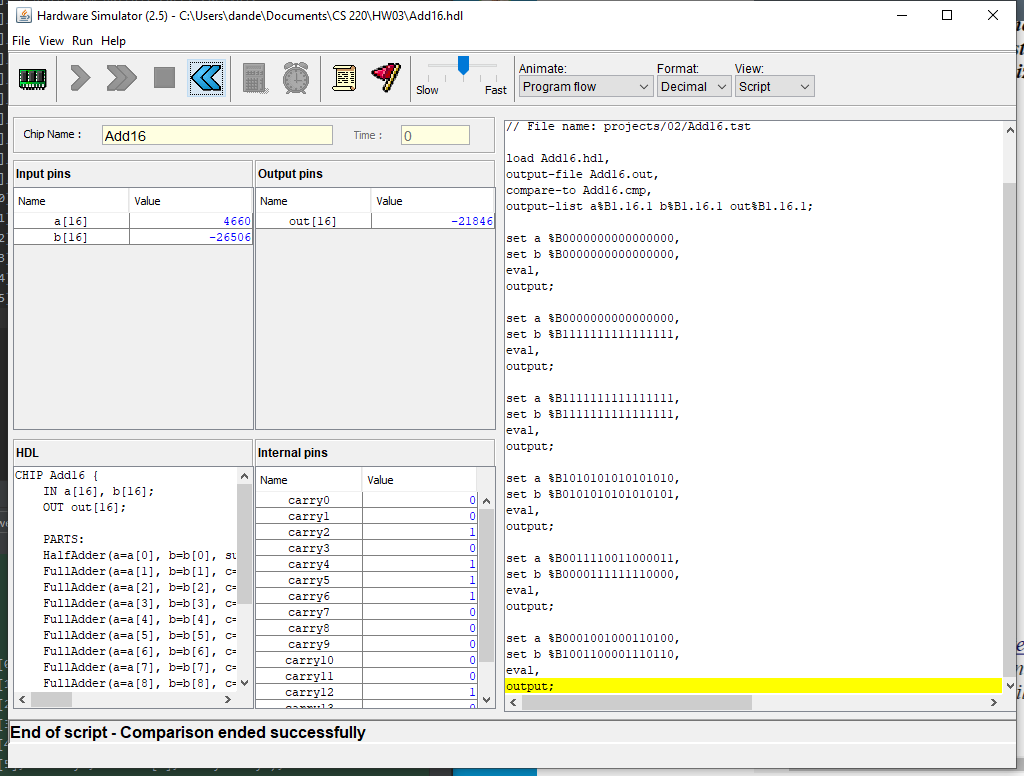 Hardware Simulator (2.5) - C:\Users\dande\Documents\CS 220\HW03\Add16.hdl
File View Run Help
Slow Fast
Animate: Format: View:
Program flow Decimal Script
Chip Name : Add16 Time : 0
Input pins
Name Value
a[16] 4660
b[16] -26506
Output pins
Name Value
out[16] -21846
HDL
CHIP Add16 {
IN a[16], b[16];
OUT out[16];
PARTS:
HalfAdder(a=a[0], b=b[0], su
FullAdder(a=a[1], b=b[1], c=
FullAdder(a=a[2], b=b[2], c=
FullAdder(a=a[3], b=b[3], c=
FullAdder(a=a[4], b=b[4], c=
FullAdder(a=a[5], b=b[5], c=
FullAdder(a=a[6], b=b[6], c=
FullAdder(a=a[7], b=b[7], c=
FullAdder(a=a[8], b=b[8], c=
Internal pins
Name Value
carry0 0
carry1 0
carry2 1
carry3 0
carry4 1
carry5 1
carry6 1
carry7 0
carry8 0
carry9 0
carry10 0
carry11 0
carry12 1
carry13 0
// File name: projects/02/Add16.tst
load Add16.hdl,
output-file Add16.out,
compare-to Add16.cmp,
output-list a%B1.16.1 b%B1.16.1 out%B1.16.1;
set a %B0000000000000000,
set b %B0000000000000000,
eval,
output;
set a %B0000000000000000,
set b %B1111111111111111,
eval,
output;
set a %B1111111111111111,
set b %B1111111111111111,
eval,
output;
set a %B1010101010101010,
set b %B0101010101010101,
eval,
output;
set a %B0011110011000011,
set b %B0000111111110000,
eval,
output;
set a %B0001001000110100,
set b %B1001100001110110,
eval,
output;
End of script - Comparison ended successfully